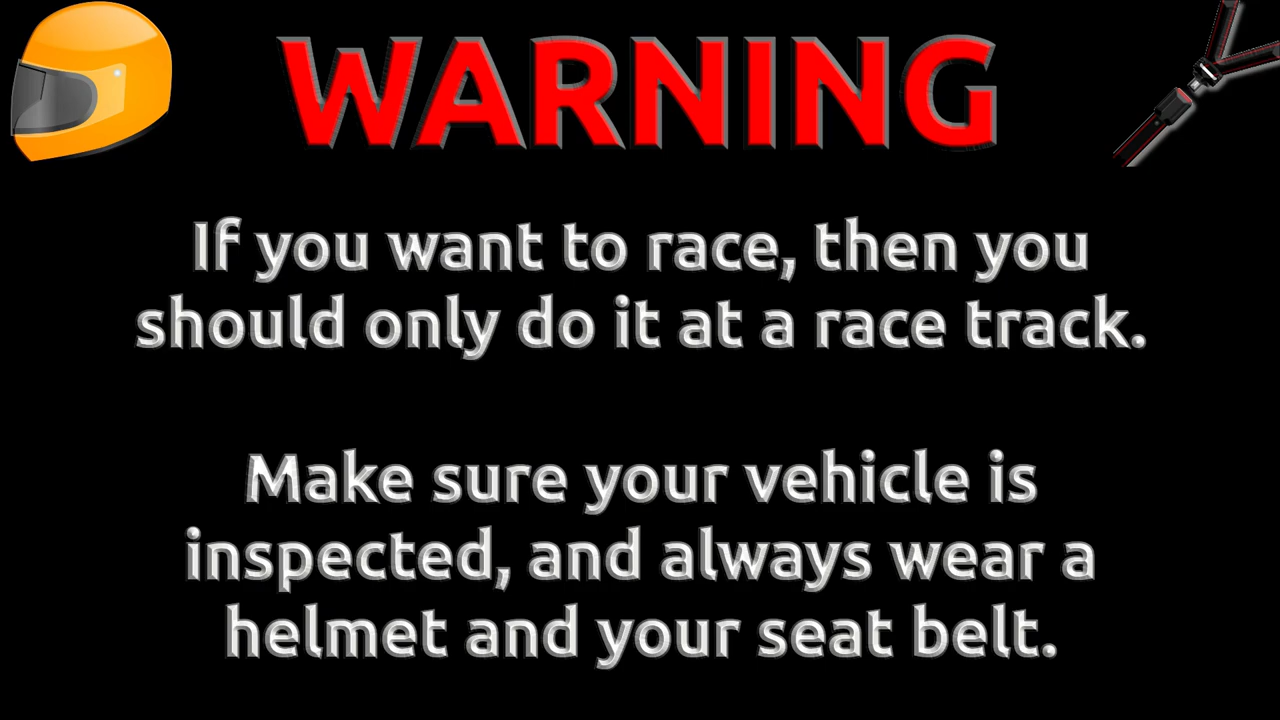 WARNING
If you want to race, then you
should only do it at a race track.
Make sure your vehicle is
inspected, and always wear a
helmet and your seat belt.